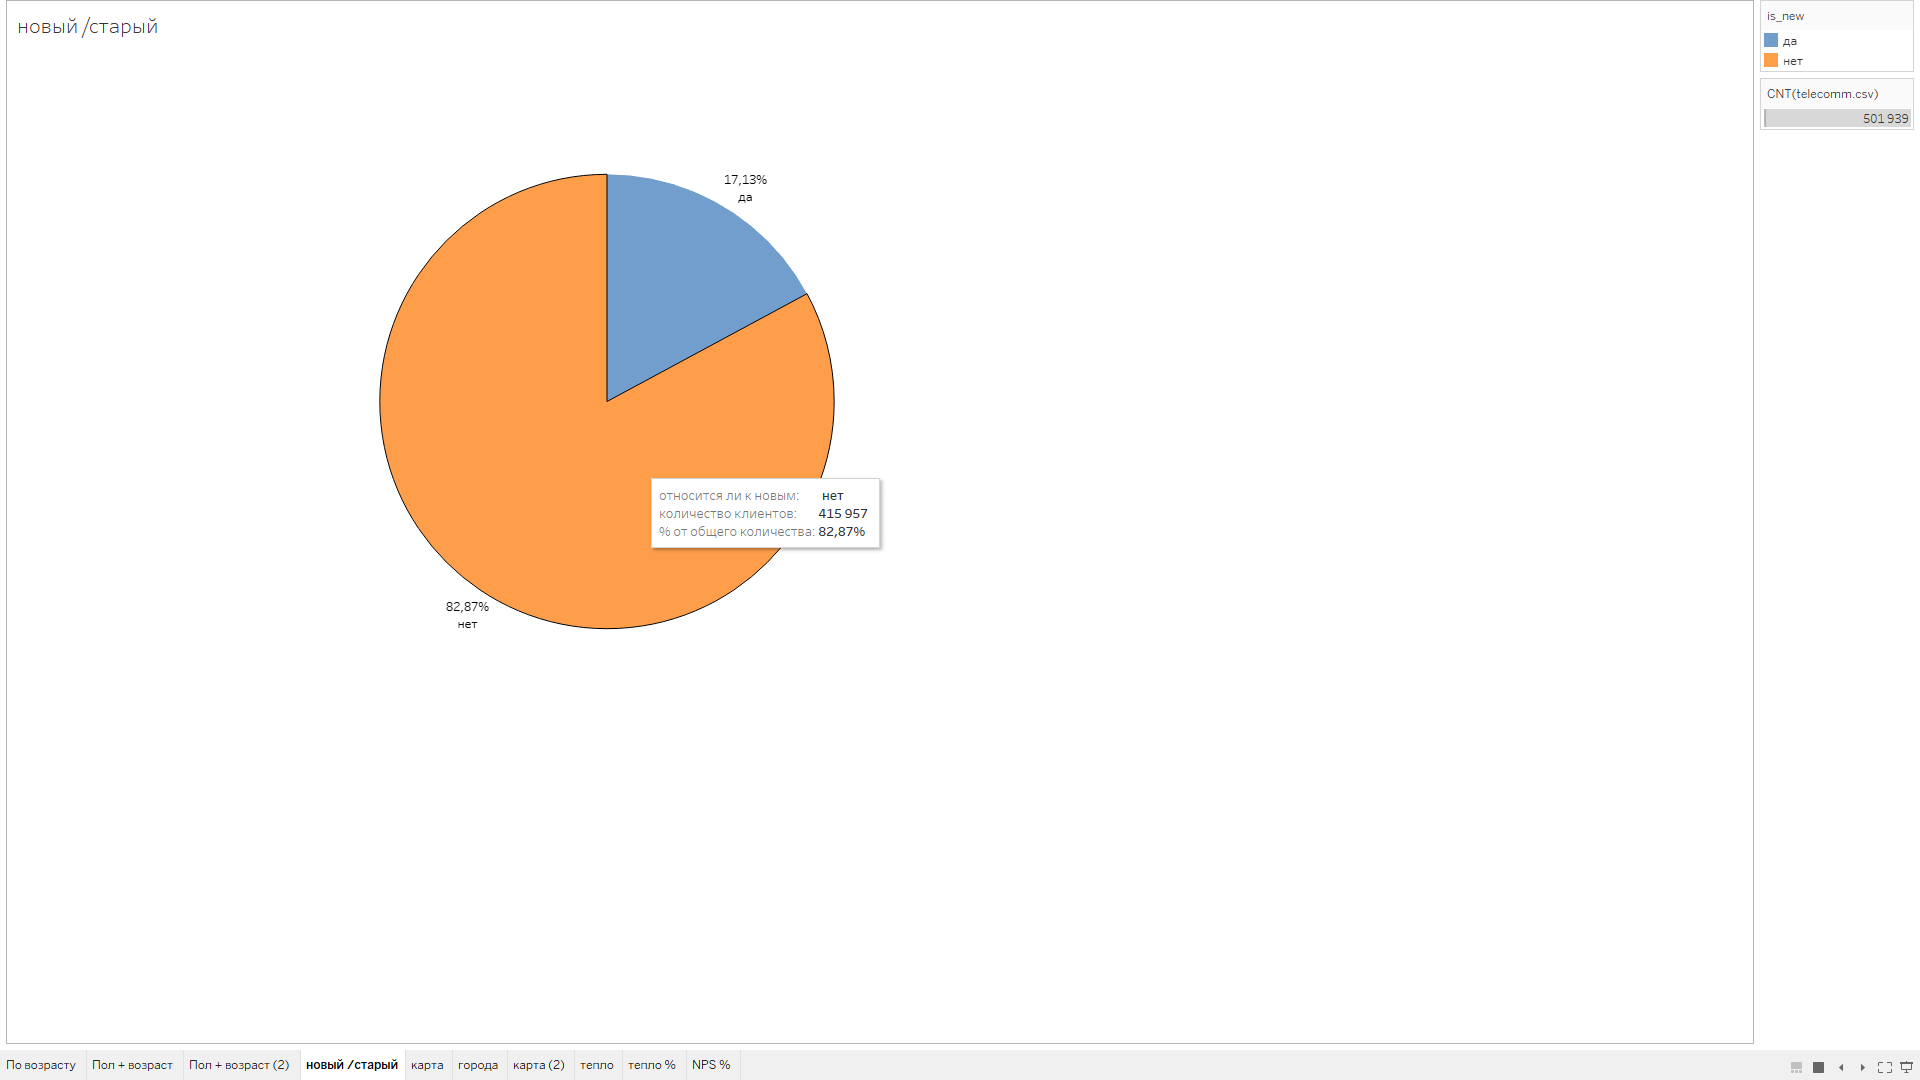 новый /старый
17,13%
да
относится ли к новым: нет
количество клиентов: 415 957
% от общего количества: 82,87%
82,87%
нет
is_new
да
нет
CNT(telecomm.csv)
501 939
По возрасту Пол + возраст Пол + возраст (2) новый /старый карта города карта (2) тепло тепло % NPS %